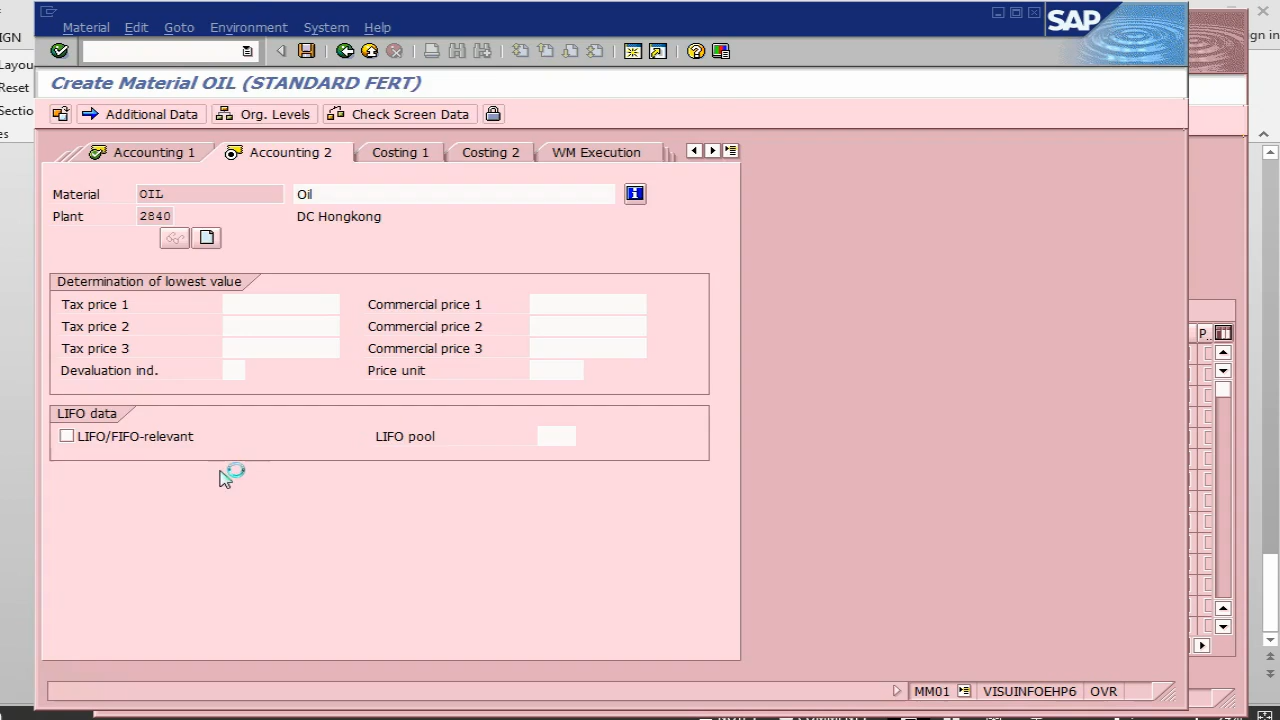 Material Edit Goto Environment System Help
SAP
Create Material OIL (STANDARD FERT)
Additional Data Org. Levels Check Screen Data
Accounting 1 Accounting 2 Costing 1 Costing 2 WM Execution
Material OIL Oil
Plant 2840 DC Hongkong
Determination of lowest value
Tax price 1 Commercial price 1
Tax price 2 Commercial price 2
Tax price 3 Commercial price 3
Devaluation ind. Price unit
LIFO data
LIFO/FIFO-relevant LIFO pool
MM01 VISUINFOEHP6 OVR
IGN
Layou
Reset
Sectio
es
gn in
P..